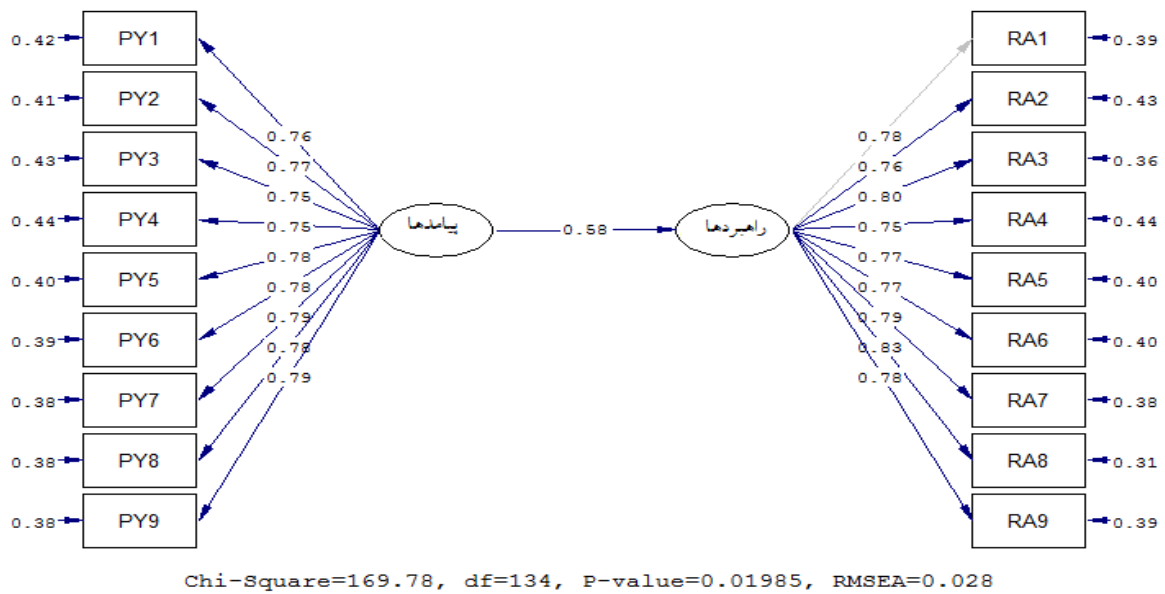 0.42 PY1 RA1 0.39
0.41 PY2 RA2 0.43
0.43 PY3 0.76 0.78 RA3 0.36
0.77 0.76
0.75 0.80
0.44 PY4 0.75 پیامدها 0.58 راهبردها 0.75 RA4 0.44
0.40 PY5 0.78 0.77 RA5 0.40
0.78 0.77
0.39 PY6 0.79 0.79 RA6 0.40
0.78 0.83
0.79 0.78
0.38 PY7 RA7 0.38
0.38 PY8 RA8 0.31
0.38 PY9 RA9 0.39
Chi-Square=169.78, df=134, P-value=0.01985, RMSEA=0.028